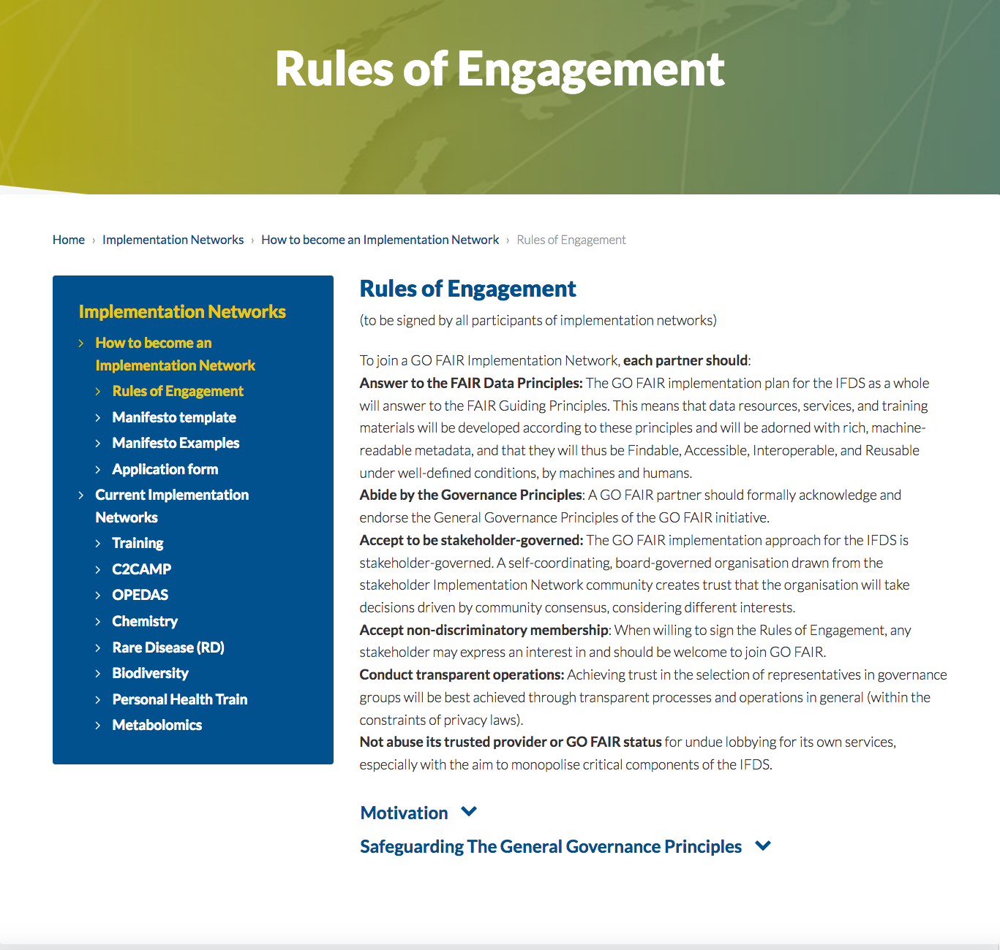 Rules of Engagement
Home › Implementation Networks › How to become an Implementation Network › Rules of Engagement
Implementation Networks
How to become an
Implementation Network
Rules of Engagement
Manifesto template
Manifesto Examples
Application form
Current Implementation
Networks
Training
C2CAMP
OPEDAS
Chemistry
Rare Disease (RD)
Biodiversity
Personal Health Train
Metabolomics
Rules of Engagement
(to be signed by all participants of implementation networks)
To join a GO FAIR Implementation Network, each partner should:
Answer to the FAIR Data Principles: The GO FAIR implementation plan for the IFDS as a whole
will answer to the FAIR Guiding Principles. This means that data resources, services, and training
materials will be developed according to these principles and will be adorned with rich, machine-
readable metadata, and that they will thus be Findable, Accessible, Interoperable, and Reusable
under well-defined conditions, by machines and humans.
Abide by the Governance Principles: A GO FAIR partner should formally acknowledge and
endorse the General Governance Principles of the GO FAIR initiative.
Accept to be stakeholder-governed: The GO FAIR implementation approach for the IFDS is
stakeholder-governed. A self-coordinating, board-governed organisation drawn from the
stakeholder Implementation Network community creates trust that the organisation will take
decisions driven by community consensus, considering different interests.
Accept non-discriminatory membership: When willing to sign the Rules of Engagement, any
stakeholder may express an interest in and should be welcome to join GO FAIR.
Conduct transparent operations: Achieving trust in the selection of representatives in governance
groups will be best achieved through transparent processes and operations in general (within the
constraints of privacy laws).
Not abuse its trusted provider or GO FAIR status for undue lobbying for its own services,
especially with the aim to monopolise critical components of the IFDS.
Motivation
Safeguarding The General Governance Principles